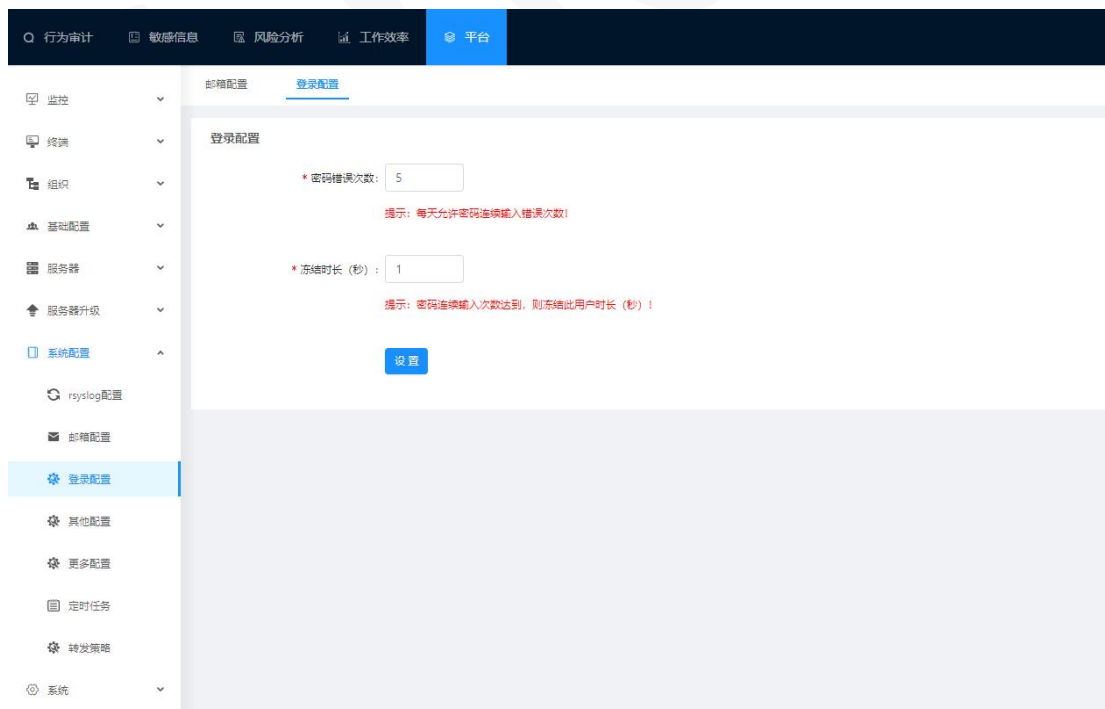 行为审计 敏感信息 风险分析 工作效率 平台
邮箱配置 登录配置
监控
终端
组织
基础配置
服务器
服务器升级
系统配置
rsyslog配置
邮箱配置
登录配置
其他配置
更多配置
定时任务
转发策略
系统
登录配置
* 密码错误次数: 5
提示：每天允许密码连续输入错误次数!
* 冻结时长（秒）: 1
提示：密码连续输入次数达到，则冻结此用户时长（秒）!
设 置